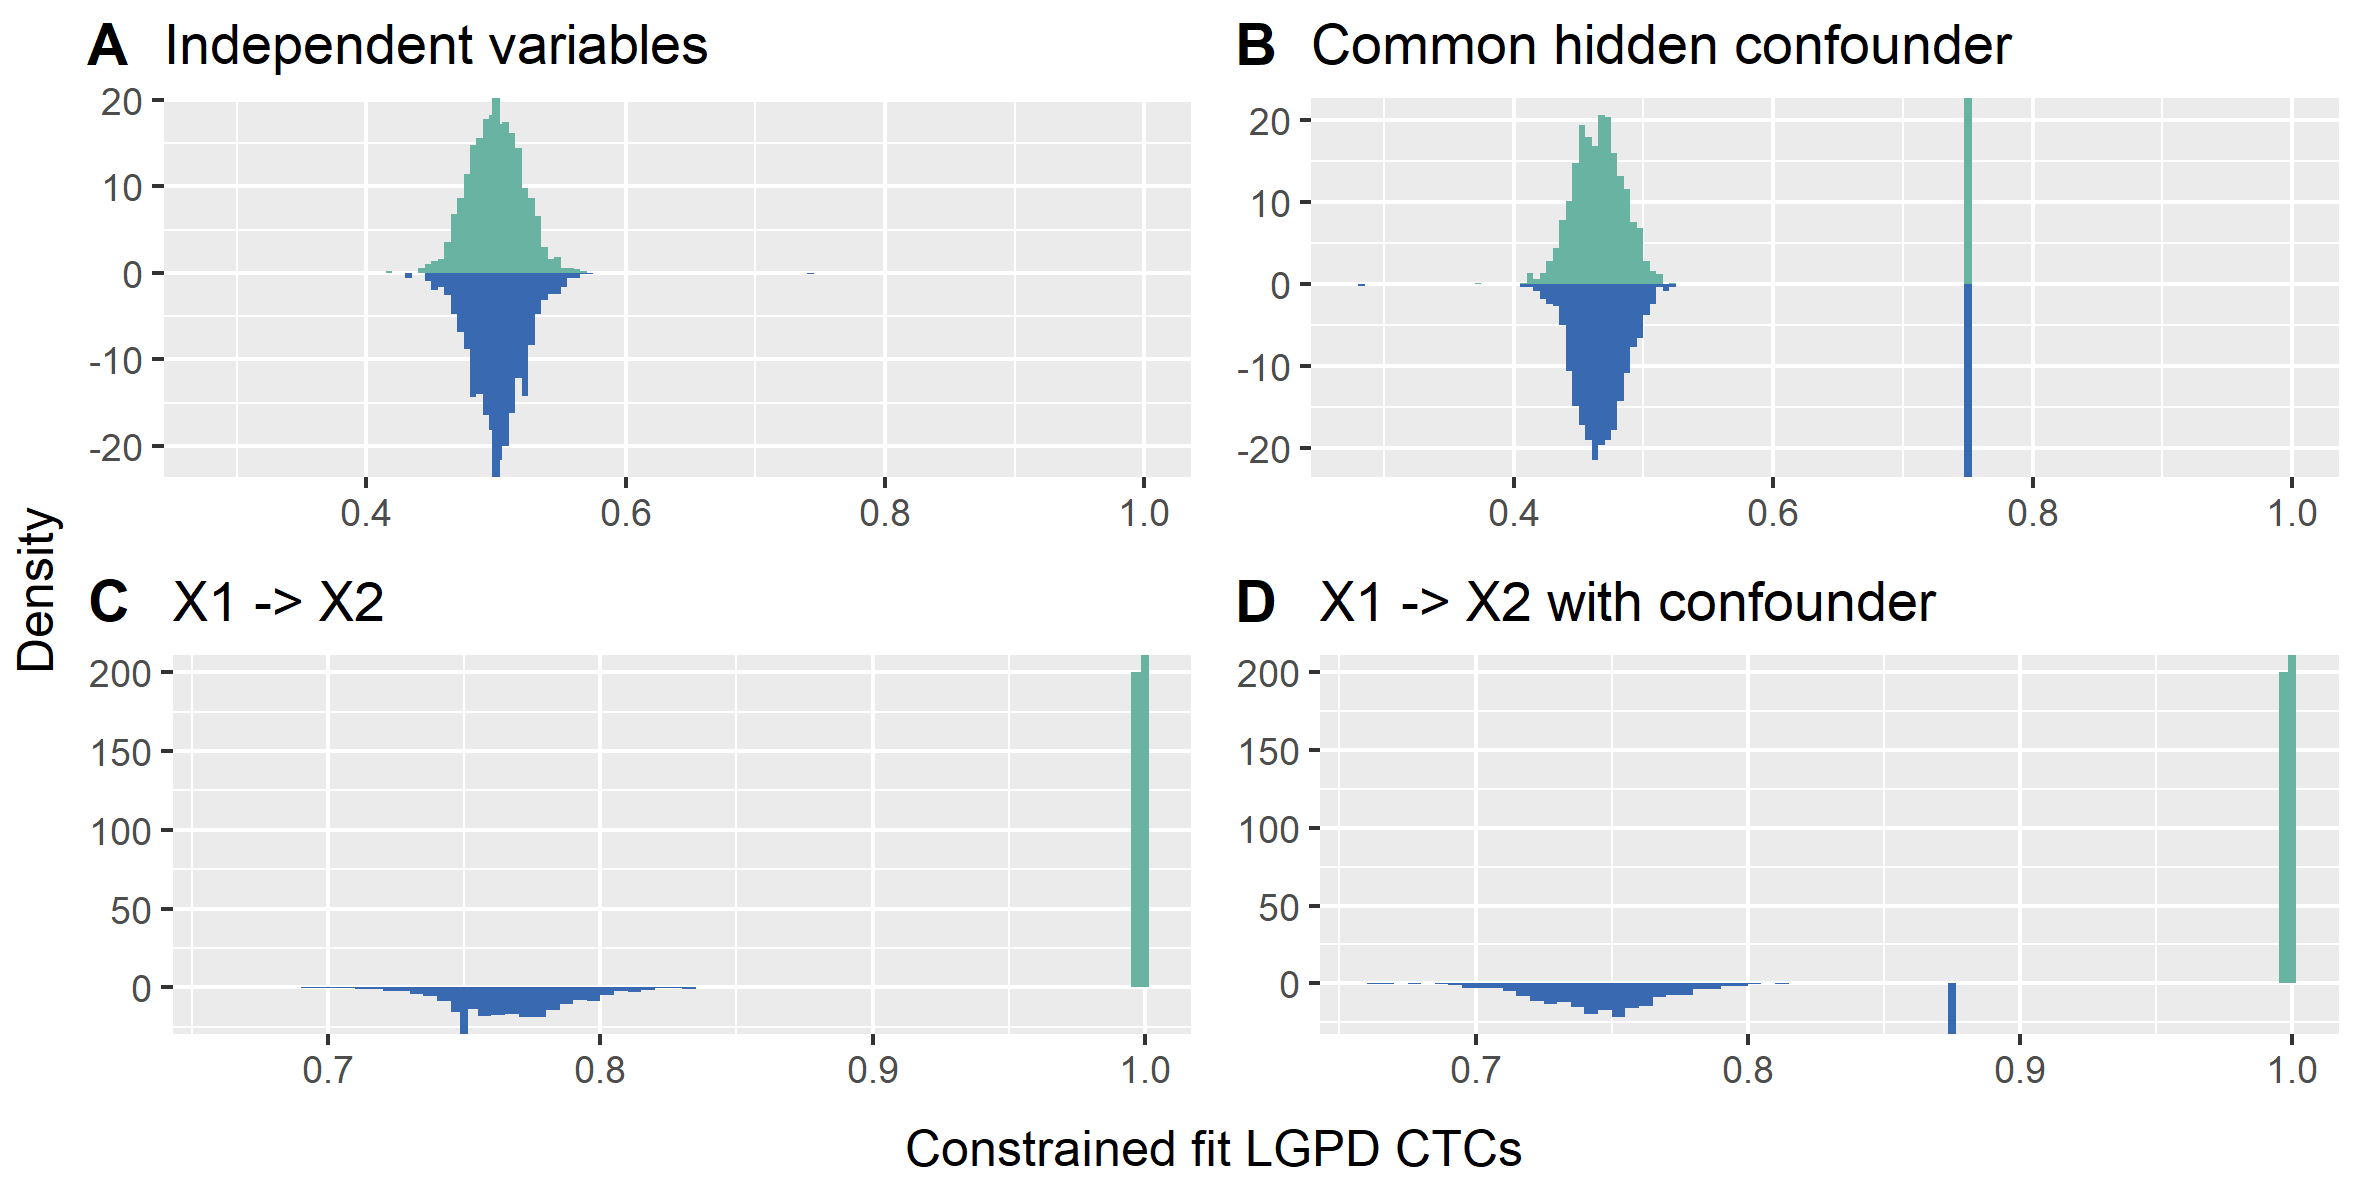 A Independent variables
20
10
0
-10
-20
0.4 0.6 0.8 1.0
B Common hidden confounder
20
10
0
-10
-20
0.4 0.6 0.8 1.0
Density
C X1 -> X2
200
150
100
50
0
0.7 0.8 0.9 1.0
D X1 -> X2 with confounder
200
150
100
50
0
0.7 0.8 0.9 1.0
Constrained fit LGPD CTCs